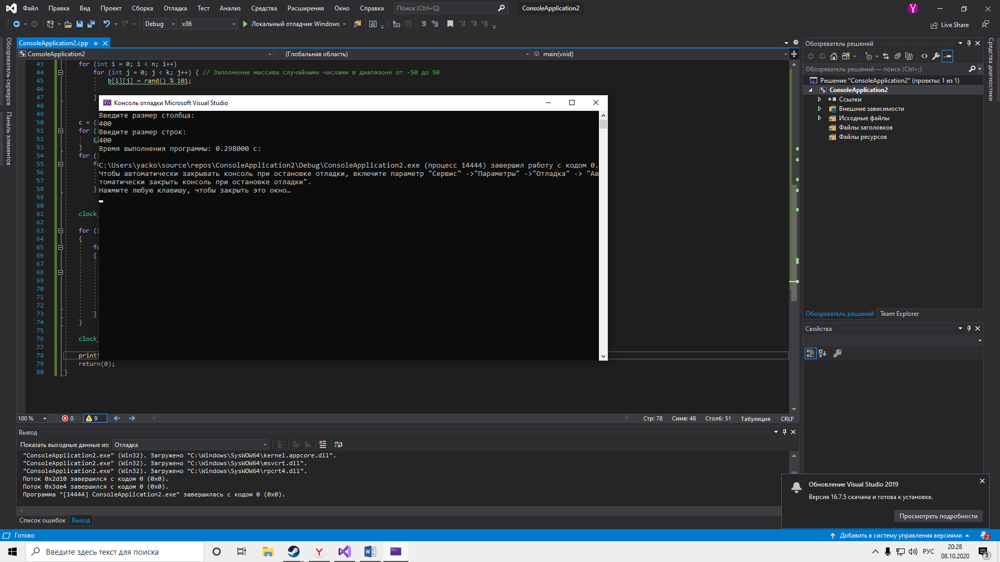 Файл Правка Вид Проект Сборка Отладка Тест Анализ Средства Расширения Окно Справка Поиск (Ctrl+Q) ConsoleApplication2 Y
Debug x86 Локальный отладчик Windows Live Share
Обозреватель серверов
Панель элементов
ConsoleApplication2.cpp
ConsoleApplication2 (Глобальная область) main(void)
43 for (int i = 0; i < n; i++)
44 for (int j = 0; j < k; j++) { // Заполнение массива случайными числами в диапазоне от -50 до 50
45 b[i][j] = rand() % 101;
46
47 }
48
49
50 c = (
51 for (
52 c
53 }
54 for (
55 fo
56
57
58 }
59
60
61 clock_
62
63 for (
64 {
65 fo
66 {
67
68
69
70
71
72
73 }
74 }
75
76 clock_
77
78 print
79 return(0);
80 }
Консоль отладки Microsoft Visual Studio
Введите размер столбца:
400
Введите размер строк:
400
Время выполнения программы: 0.298000 с:
C:\Users\yacko\source\repos\ConsoleApplication2\Debug\ConsoleApplication2.exe (процесс 14444) завершил работу с кодом 0.
Чтобы автоматически закрывать консоль при остановке отладки, включите параметр "Сервис" ->"Параметры" ->"Отладка" -> "Ав
томатически закрыть консоль при остановке отладки".
Нажмите любую клавишу, чтобы закрыть это окно…
100 % 0 9 Стр: 78 Симв: 48 Столб: 51 Табуляция CRLF
Вывод
Показать выходные данные из: Отладка
"ConsoleApplication2.exe" (Win32). Загружено "C:\Windows\SysWOW64\kernel.appcore.dll".
"ConsoleApplication2.exe" (Win32). Загружено "C:\Windows\SysWOW64\msvcrt.dll".
"ConsoleApplication2.exe" (Win32). Загружено "C:\Windows\SysWOW64\rpcrt4.dll".
Поток 0x2d10 завершился с кодом 0 (0x0).
Поток 0x3de4 завершился с кодом 0 (0x0).
Программа "[14444] ConsoleApplication2.exe" завершилась с кодом 0 (0x0).
Список ошибок Вывод
Обозреватель решений
Обозреватель решений — поиск (Ctrl+;)
Решение "ConsoleApplication2" (проекты: 1 из 1)
ConsoleApplication2
Ссылки
Внешние зависимости
Исходные файлы
Файлы заголовков
Файлы ресурсов
Обозреватель решений Team Explorer
Свойства
Средства диагностики
Обновление Visual Studio 2019
Версия 16.7.5 скачана и готова к установке.
Просмотреть подробности
Готово Добавить в систему управления версиями 2
Введите здесь текст для поиска РУС 20:28
08.10.2020 3